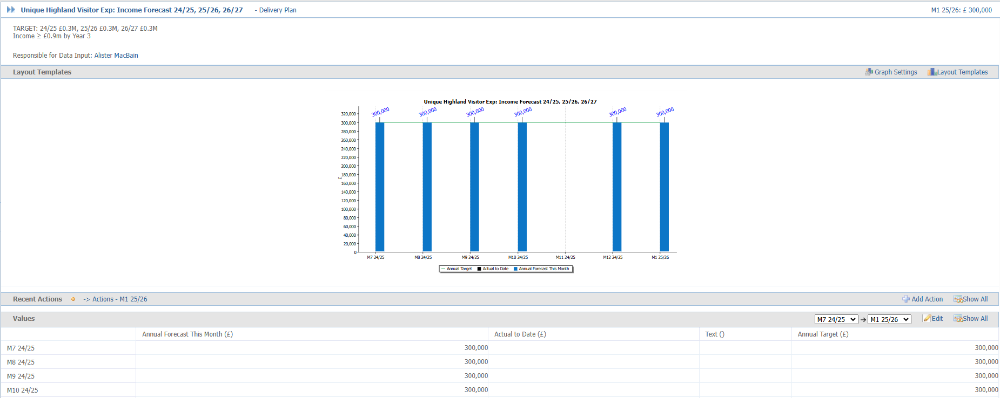 Unique Highland Visitor Exp: Income Forecast 24/25, 25/26, 26/27 - Delivery Plan M1 25/26: £ 300,000
TARGET: 24/25 £0.3M, 25/26 £0.3M, 26/27 £0.3M
Income ≥ £0.9m by Year 3
Responsible for Data Input: Alister MacBain
Layout Templates Graph Settings Layout Templates
Unique Highland Visitor Exp: Income Forecast 24/25, 25/26, 26/27
300,000 300,000 300,000 300,000 300,000 300,000
320,000
300,000
280,000
260,000
240,000
220,000
200,000
180,000
£
160,000
140,000
120,000
100,000
80,000
60,000
40,000
20,000
0
M7 24/25 M8 24/25 M9 24/25 M10 24/25 M11 24/25 M12 24/25 M1 25/26
Annual Target Actual to Date Annual Forecast This Month
Recent Actions -> Actions - M1 25/26 Add Action Show All
Values M7 24/25 → M1 25/26 Edit Show All
Annual Forecast This Month (£) Actual to Date (£) Text () Annual Target (£)
M7 24/25 300,000 300,000
M8 24/25 300,000 300,000
M9 24/25 300,000 300,000
M10 24/25 300,000 300,000